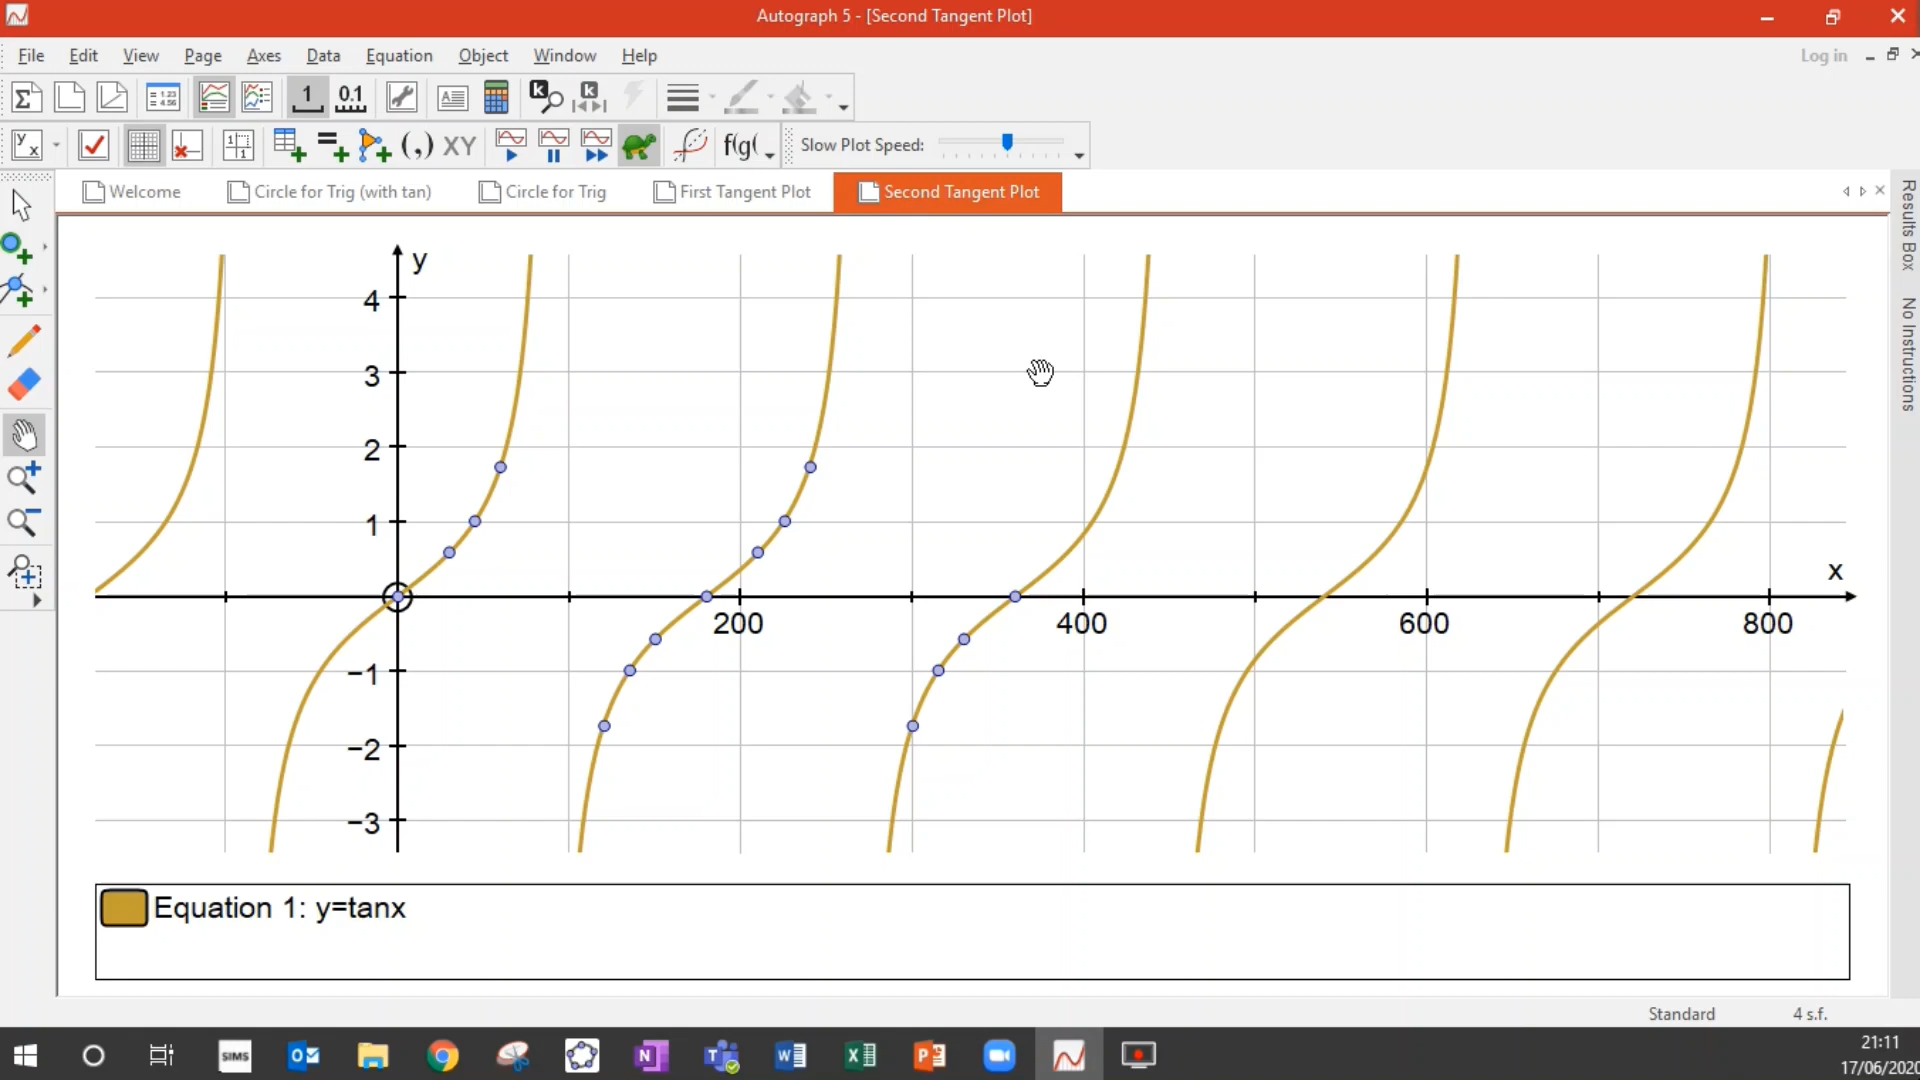 Autograph 5 - [Second Tangent Plot]
File Edit View Page Axes Data Equation Object Window Help
Log in
Slow Plot Speed:
Welcome Circle for Trig (with tan) Circle for Trig First Tangent Plot Second Tangent Plot
Results Box
No Instructions
y
4
3
2
1
x
200 400 600 800
−1
−2
−3
Equation 1: y=tanx
Standard 4 s.f.
SIMS
21:11
17/06/2020